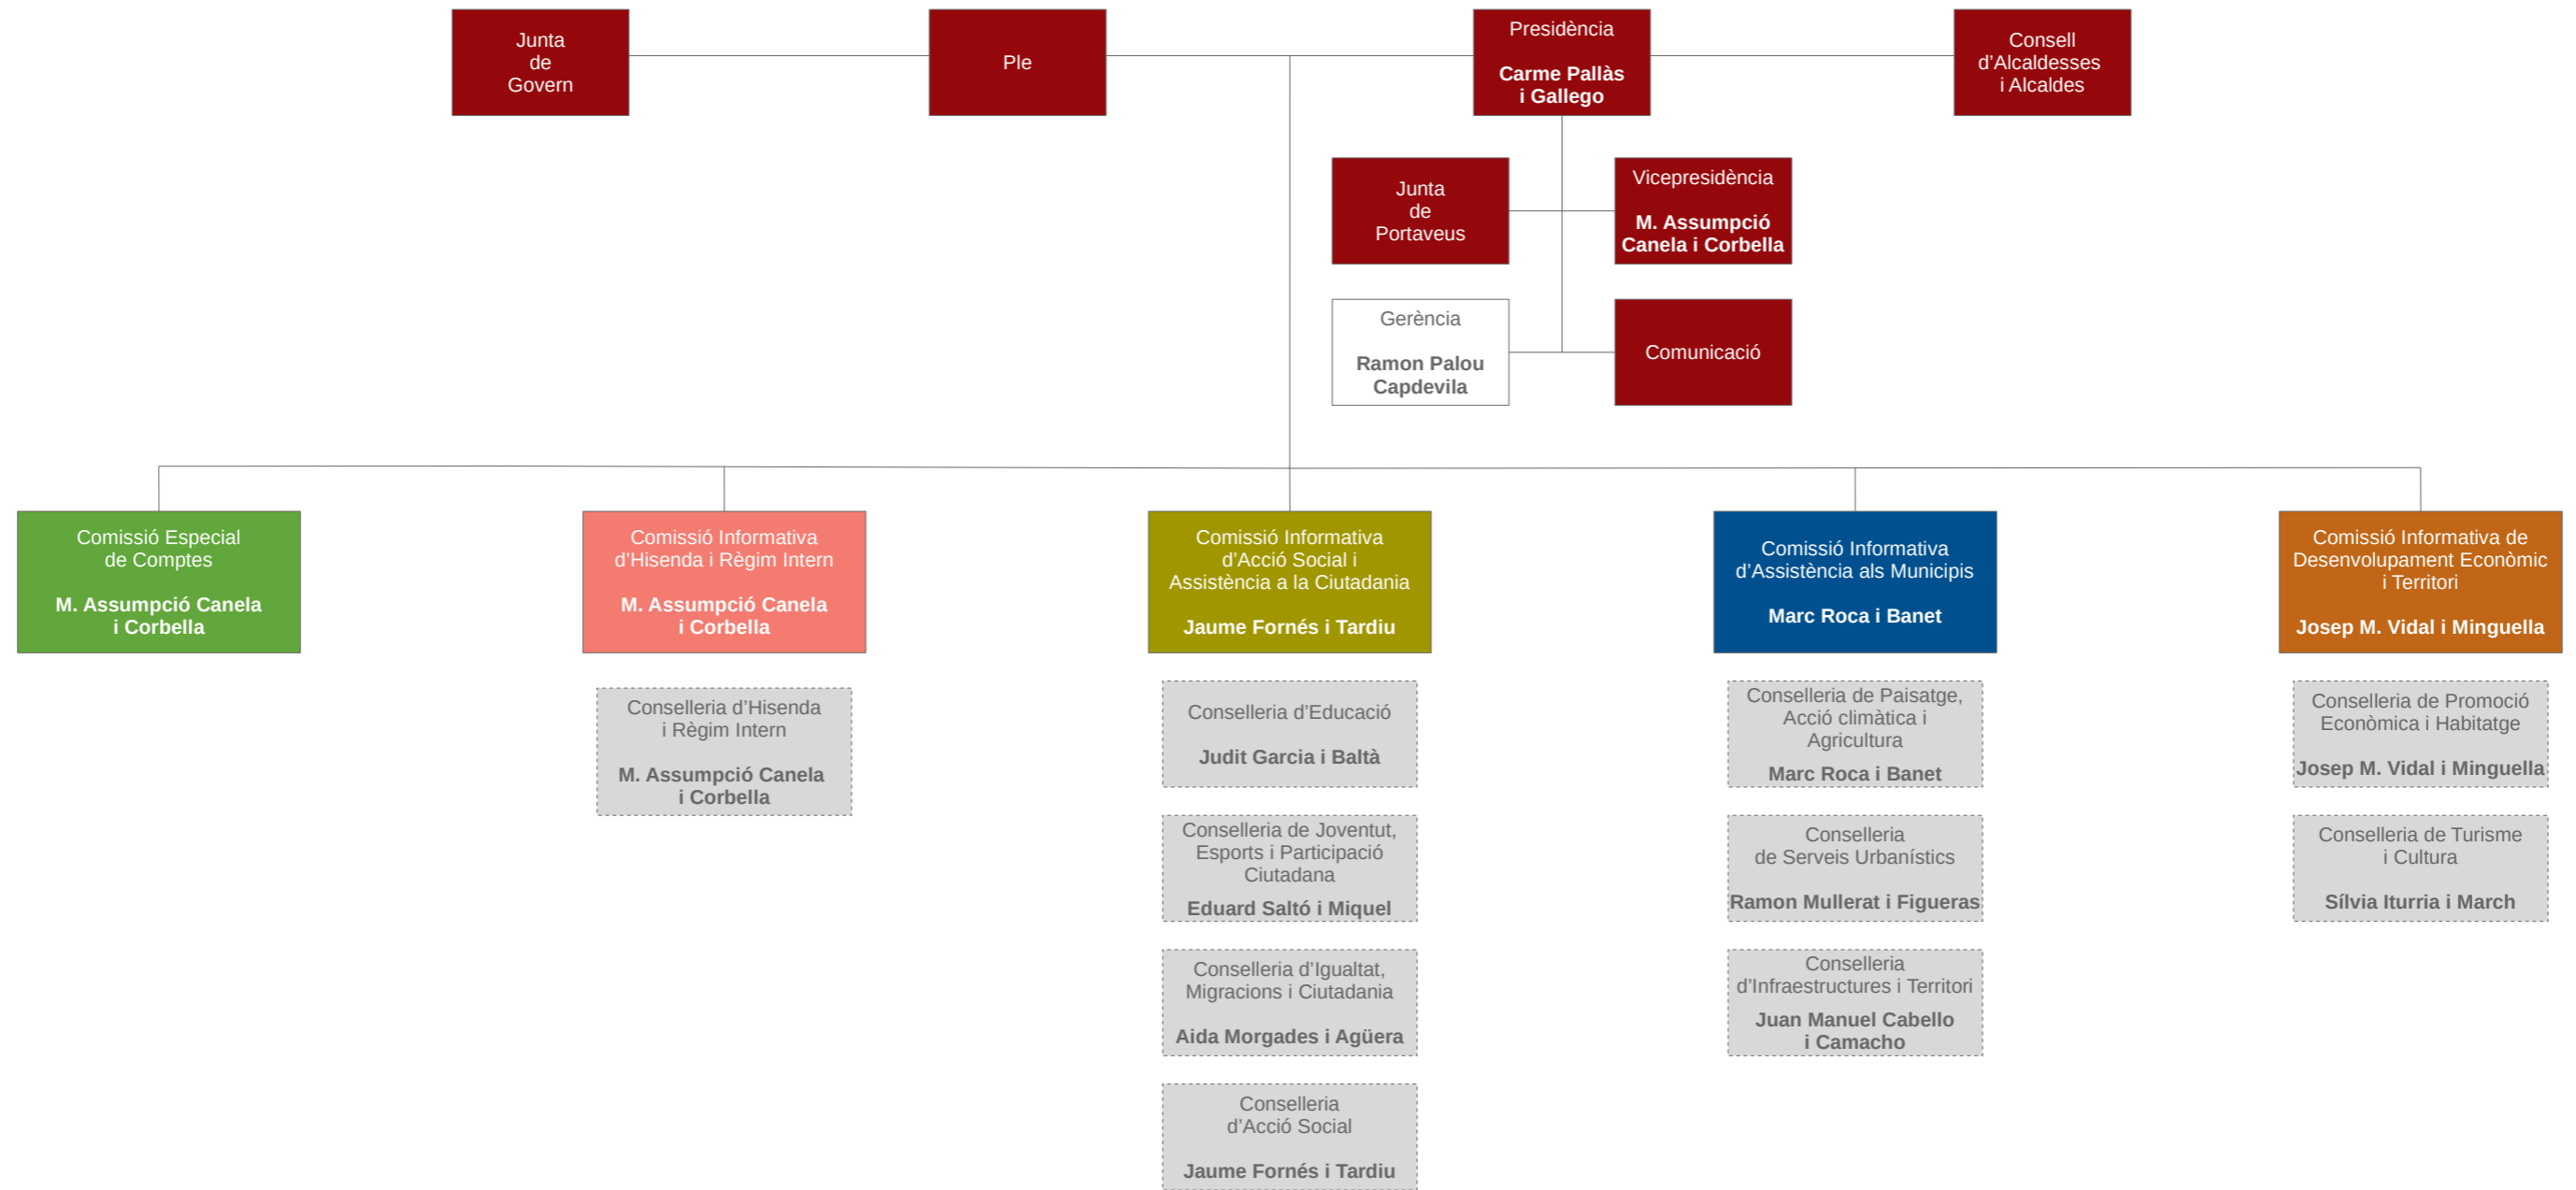 Junta
de
Govern
Ple
Presidència
Carme Pallàs
i Gallego
Consell
d’Alcaldesses
i Alcaldes
Junta
de
Portaveus
Vicepresidència
M. Assumpció
Canela i Corbella
Gerència
Ramon Palou
Capdevila
Comunicació
Comissió Especial
de Comptes
M. Assumpció Canela
i Corbella
Comissió Informativa
d’Hisenda i Règim Intern
M. Assumpció Canela
i Corbella
Comissió Informativa
d’Acció Social i
Assistència a la Ciutadania
Jaume Fornés i Tardiu
Comissió Informativa
d’Assistència als Municipis
Marc Roca i Banet
Comissió Informativa de
Desenvolupament Econòmic
i Territori
Josep M. Vidal i Minguella
Conselleria d’Hisenda
i Règim Intern
M. Assumpció Canela
i Corbella
Conselleria d’Educació
Judit Garcia i Baltà
Conselleria de Joventut,
Esports i Participació
Ciutadana
Eduard Saltó i Miquel
Conselleria d’Igualtat,
Migracions i Ciutadania
Aida Morgades i Agüera
Conselleria
d’Acció Social
Jaume Fornés i Tardiu
Conselleria de Paisatge,
Acció climàtica i
Agricultura
Marc Roca i Banet
Conselleria
de Serveis Urbanístics
Ramon Mullerat i Figueras
Conselleria
d’Infraestructures i Territori
Juan Manuel Cabello
i Camacho
Conselleria de Promoció
Econòmica i Habitatge
Josep M. Vidal i Minguella
Conselleria de Turisme
i Cultura
Sílvia Iturria i March